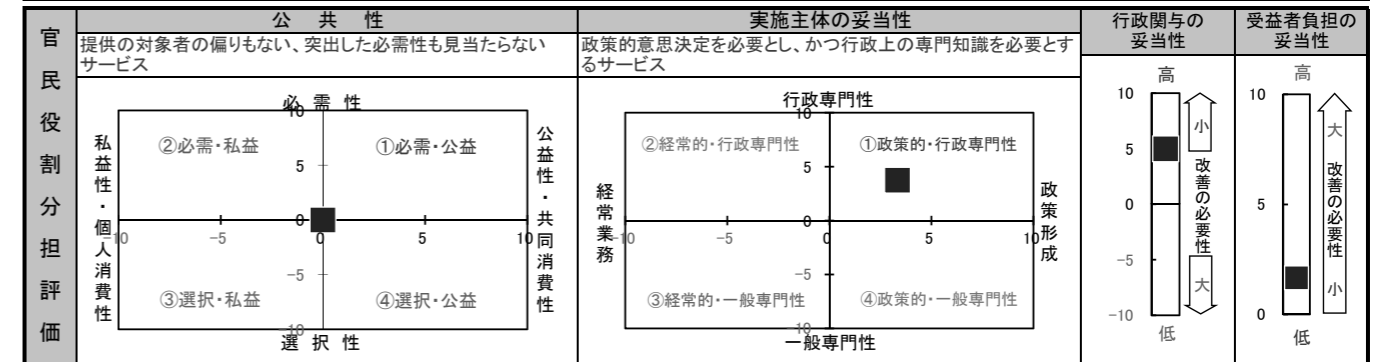 官民役割分担評価
公 共 性
提供の対象者の偏りもない、突出した必需性も見当たらない
サービス
必 需 性
私益性・個人消費性
公益性・共同消費性
②必需・私益
①必需・公益
③選択・私益
④選択・公益
10
5
0
-5
-10
-10
-5
0
5
10
選 択 性
実施主体の妥当性
政策的意思決定を必要とし、かつ行政上の専門知識を必要とす
るサービス
行政専門性
経常業務
政策形成
②経常的・行政専門性
①政策的・行政専門性
③経常的・一般専門性
④政策的・一般専門性
10
5
0
-5
-10
-10
-5
0
5
10
一般専門性
行政関与の
妥当性
高
10
5
0
-5
-10
低
小
改善の必要性
大
受益者負担の
妥当性
高
10
5
0
低
大
改善の必要性
小